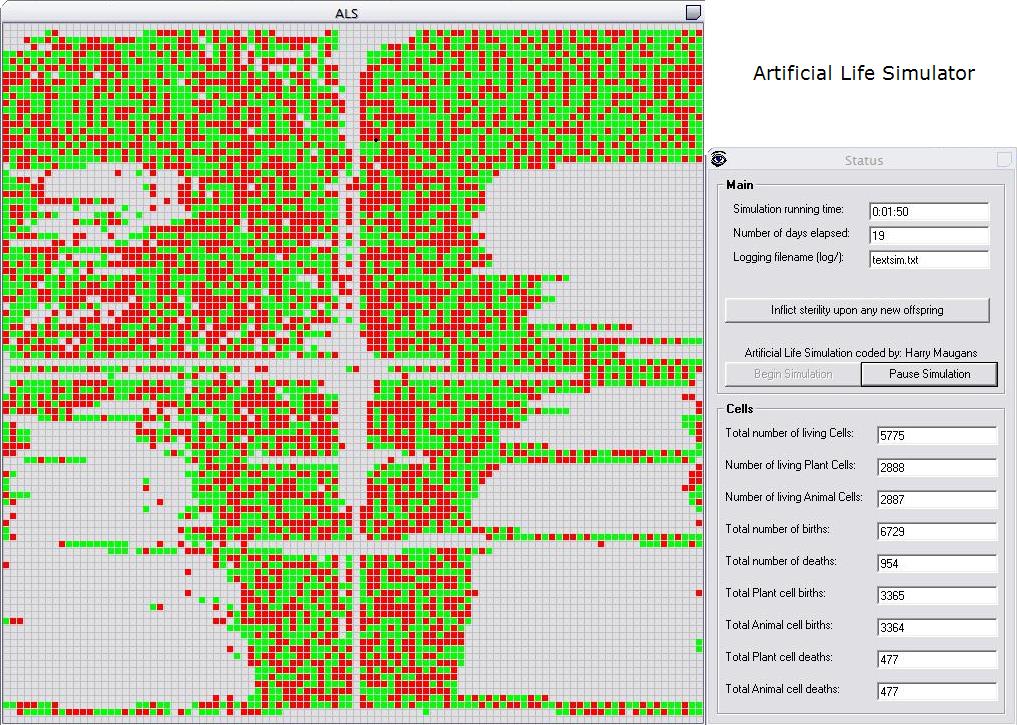 ALS
Artificial Life Simulator
Status
Main
Simulation running time: 0:01:50
Number of days elapsed: 19
Logging filename (log/): textsim.txt
Inflict sterility upon any new offspring
Artificial Life Simulation coded by: Harry Maugans
Begin Simulation Pause Simulation
Cells
Total number of living Cells: 5775
Number of living Plant Cells: 2888
Number of living Animal Cells: 2887
Total number of births: 6729
Total number of deaths: 954
Total Plant cell births: 3365
Total Animal cell births: 3364
Total Plant cell deaths: 477
Total Animal cell deaths: 477